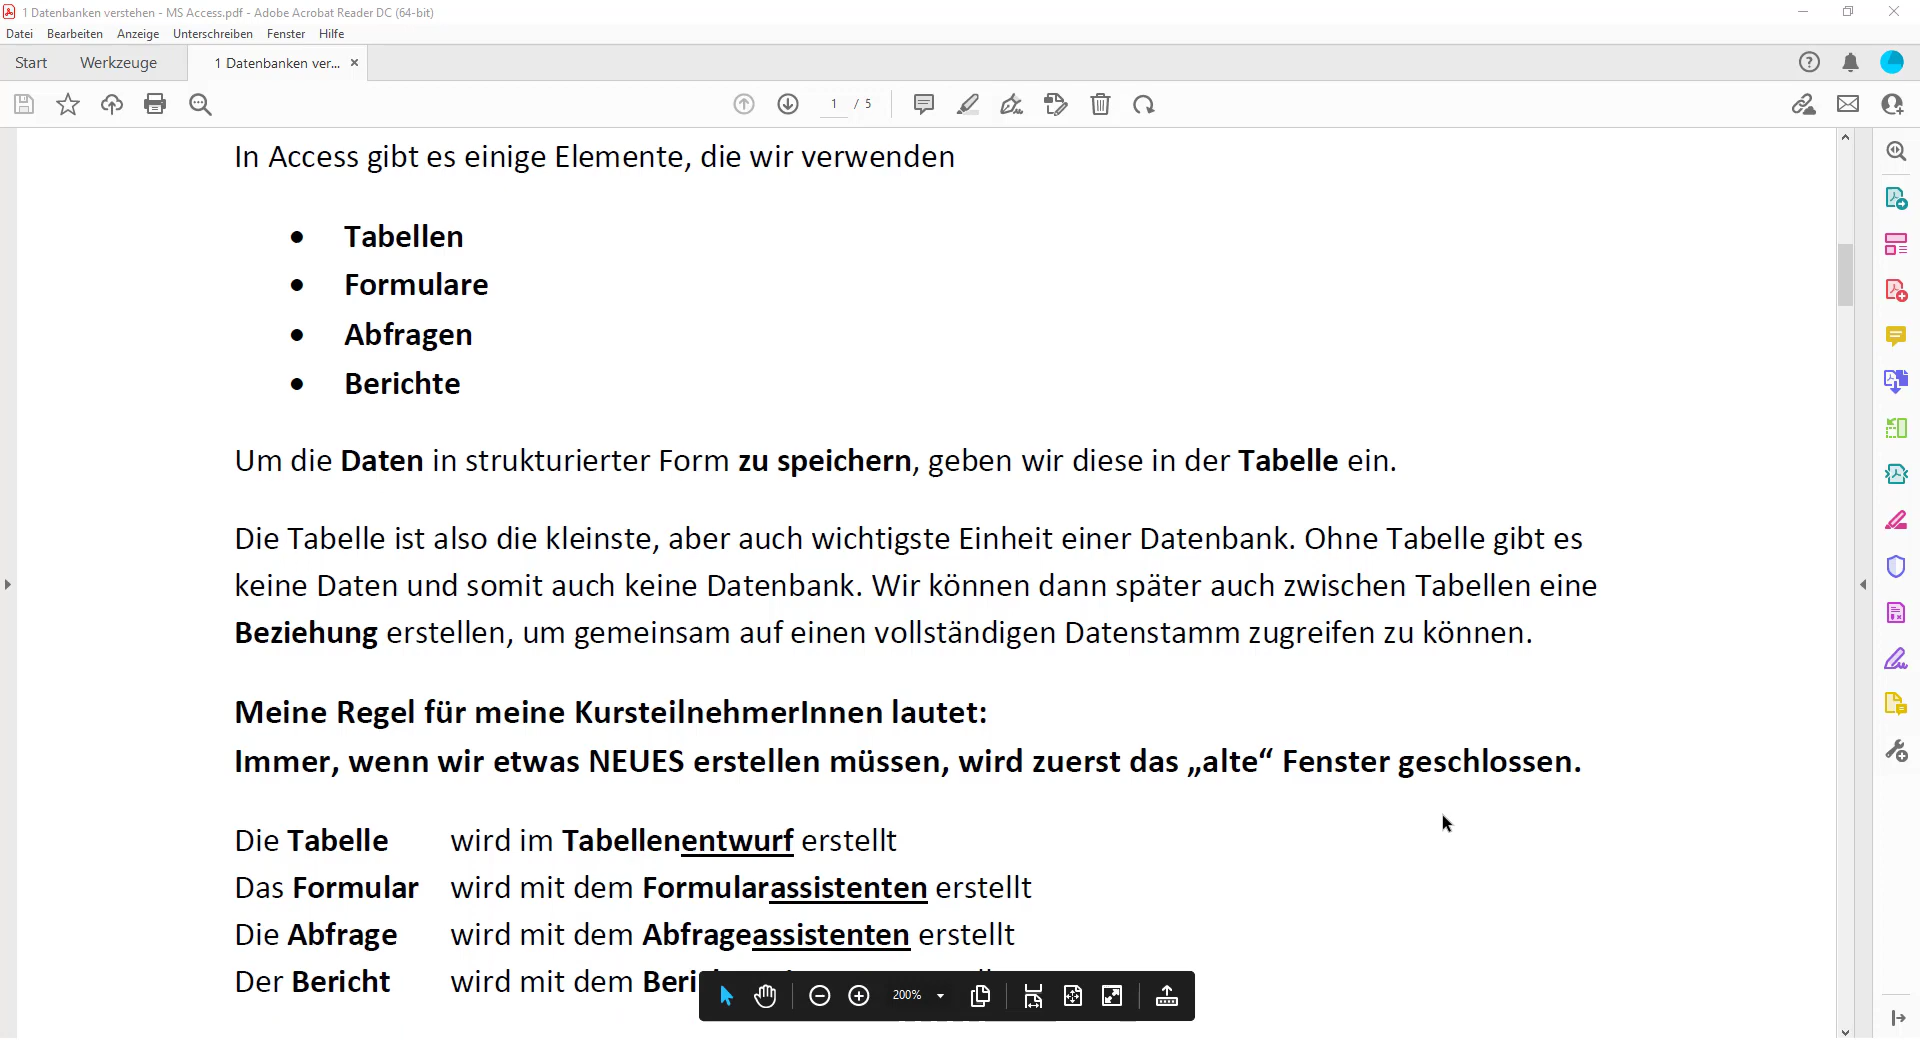 1 Datenbanken verstehen - MS Access.pdf - Adobe Acrobat Reader DC (64-bit)
Datei Bearbeiten Anzeige Unterschreiben Fenster Hilfe
Start Werkzeuge 1 Datenbanken ver...
1 / 5
In Access gibt es einige Elemente, die wir verwenden
• Tabellen
• Formulare
• Abfragen
• Berichte
Um die Daten in strukturierter Form zu speichern, geben wir diese in der Tabelle ein.
Die Tabelle ist also die kleinste, aber auch wichtigste Einheit einer Datenbank. Ohne Tabelle gibt es
keine Daten und somit auch keine Datenbank. Wir können dann später auch zwischen Tabellen eine
Beziehung erstellen, um gemeinsam auf einen vollständigen Datenstamm zugreifen zu können.
Meine Regel für meine KursteilnehmerInnen lautet:
Immer, wenn wir etwas NEUES erstellen müssen, wird zuerst das „alte“ Fenster geschlossen.
Die Tabelle wird im Tabellenentwurf erstellt
Das Formular wird mit dem Formularassistenten erstellt
Die Abfrage wird mit dem Abfrageassistenten erstellt
Der Bericht wird mit dem
200%